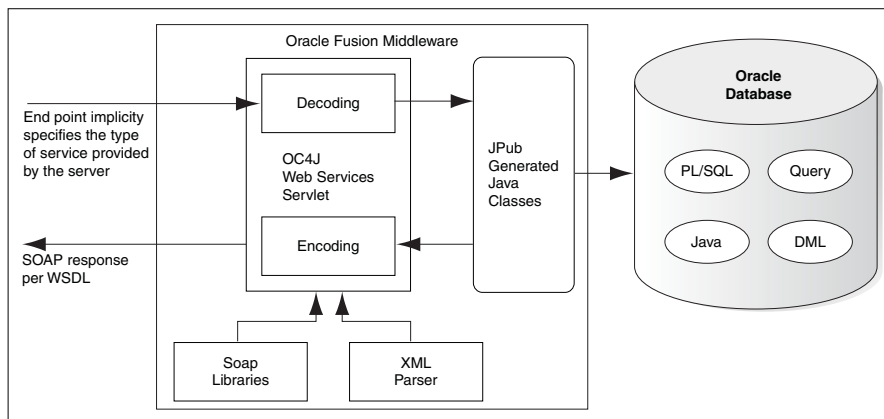 Oracle Fusion Middleware
End point implicity
specifies the type
of service provided
by the server
Decoding
OC4J
Web Services
Servlet
Encoding
SOAP response
per WSDL
Soap
Libraries
XML
Parser
JPub
Generated
Java
Classes
Oracle
Database
PL/SQL
Query
Java
DML